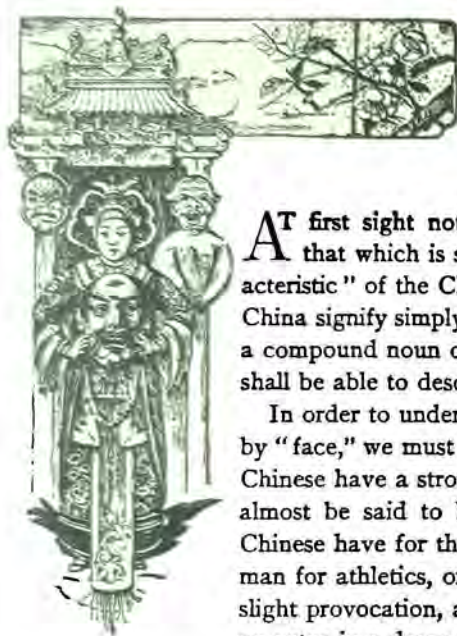 AT first sight not
that which is s
acteristic" of the C
China signify simply
a compound noun o
shall be able to desc
In order to under
by "face," we must
Chinese have a stro
almost be said to
Chinese have for th
man for athletics, o
slight provocation, a